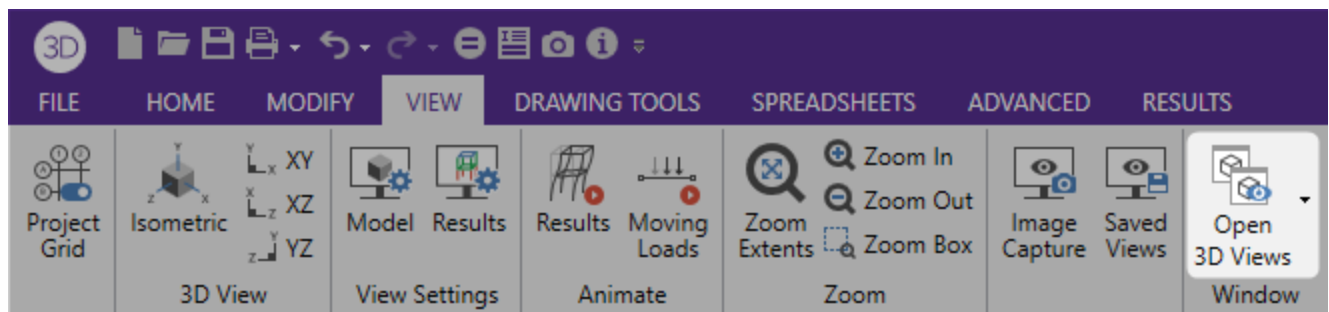 3D
FILE HOME MODIFY VIEW DRAWING TOOLS SPREADSHEETS ADVANCED RESULTS
Project Grid
Y
z x
Isometric
Y x XY
X z XZ
Y z YZ
Model Results
Results Moving Loads
Zoom Extents
Zoom In
Zoom Out
Zoom Box
Image Capture
Saved Views
Open 3D Views
3D View View Settings Animate Zoom Window